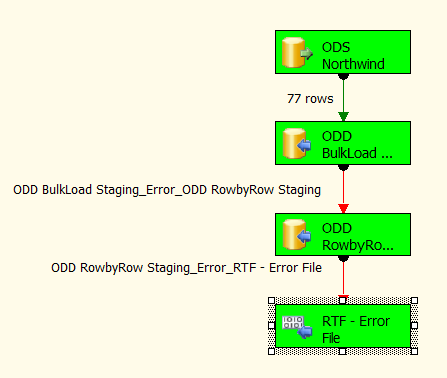 ODS
Northwind
77 rows
ODD
BulkLoad ...
ODD BulkLoad Staging_Error_ODD RowbyRow Staging
ODD
RowbyRo...
ODD RowbyRow Staging_Error_RTF - Error File
RTF - Error
File